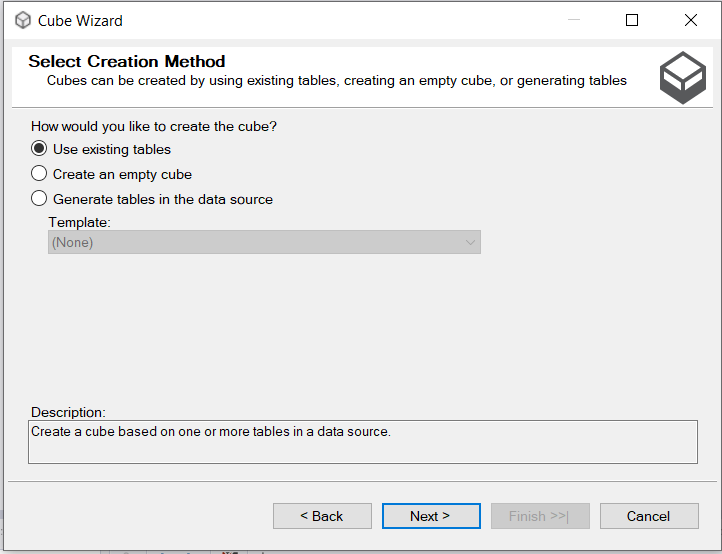 Cube Wizard
Select Creation Method
Cubes can be created by using existing tables, creating an empty cube, or generating tables
How would you like to create the cube?
Use existing tables
Create an empty cube
Generate tables in the data source
Template:
(None)
Description:
Create a cube based on one or more tables in a data source.
< Back
Next >
Finish >>|
Cancel